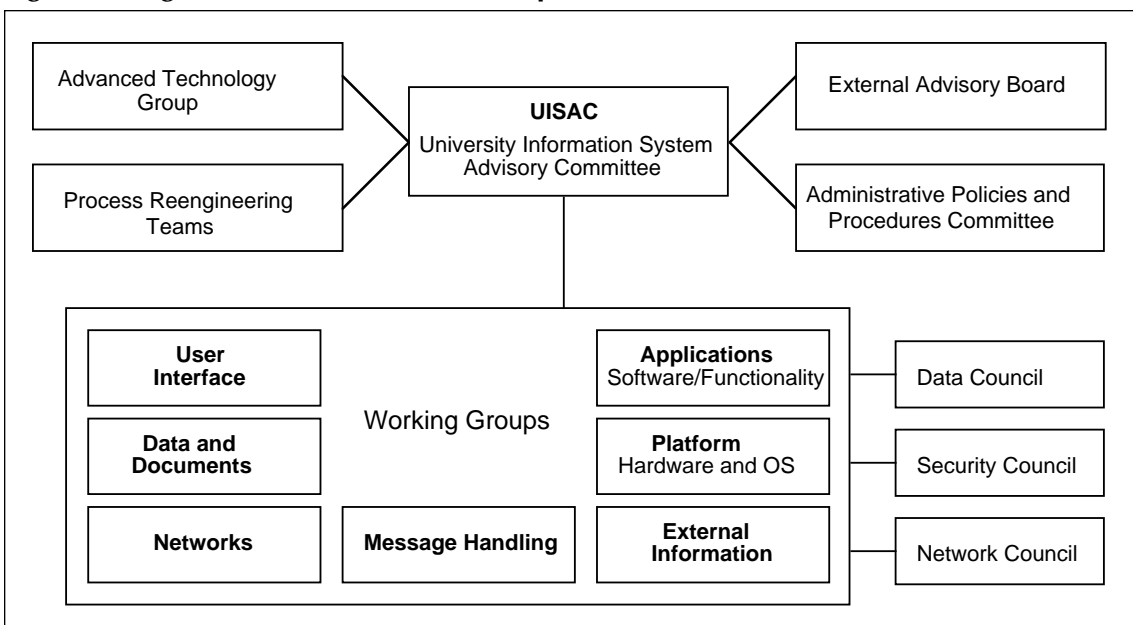 Advanced Technology
Group
Process Reengineering
Teams
UISAC
University Information System
Advisory Committee
External Advisory Board
Administrative Policies and
Procedures Committee
User
Interface
Data and
Documents
Networks
Working Groups
Message Handling
Applications
Software/Functionality
Platform
Hardware and OS
External
Information
Data Council
Security Council
Network Council